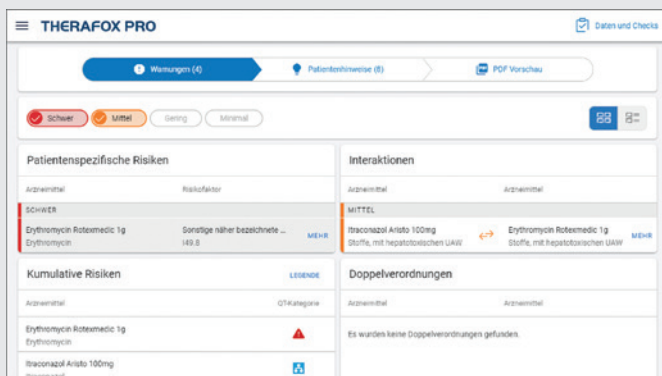 THERAFOX PRO
Daten und Checks
Warnungen (4)
Patientenhinweise (6)
PDF Vorschau
Schwer
Mittel
Gering
Minimal
Patientenspezifische Risiken
Arzneimittel Risikofaktor
SCHWER
Erythromycin Rotexmedic 1g Sonstige näher bezeichnete ... MEHR
Erythromycin I49.8
Interaktionen
Arzneimittel Arzneimittel
MITTEL
Itraconazol Aristo 100mg Erythromycin Rotexmedic 1g MEHR
Stoffe, mit hepatotoxischen UAW Stoffe, mit hepatotoxischen UAW
Kumulative Risiken LEGENDE
Arzneimittel QT-Kategorie
Erythromycin Rotexmedic 1g
Erythromycin
Itraconazol Aristo 100mg
Doppelverordnungen
Arzneimittel Arzneimittel
Es wurden keine Doppelverordnungen gefunden.